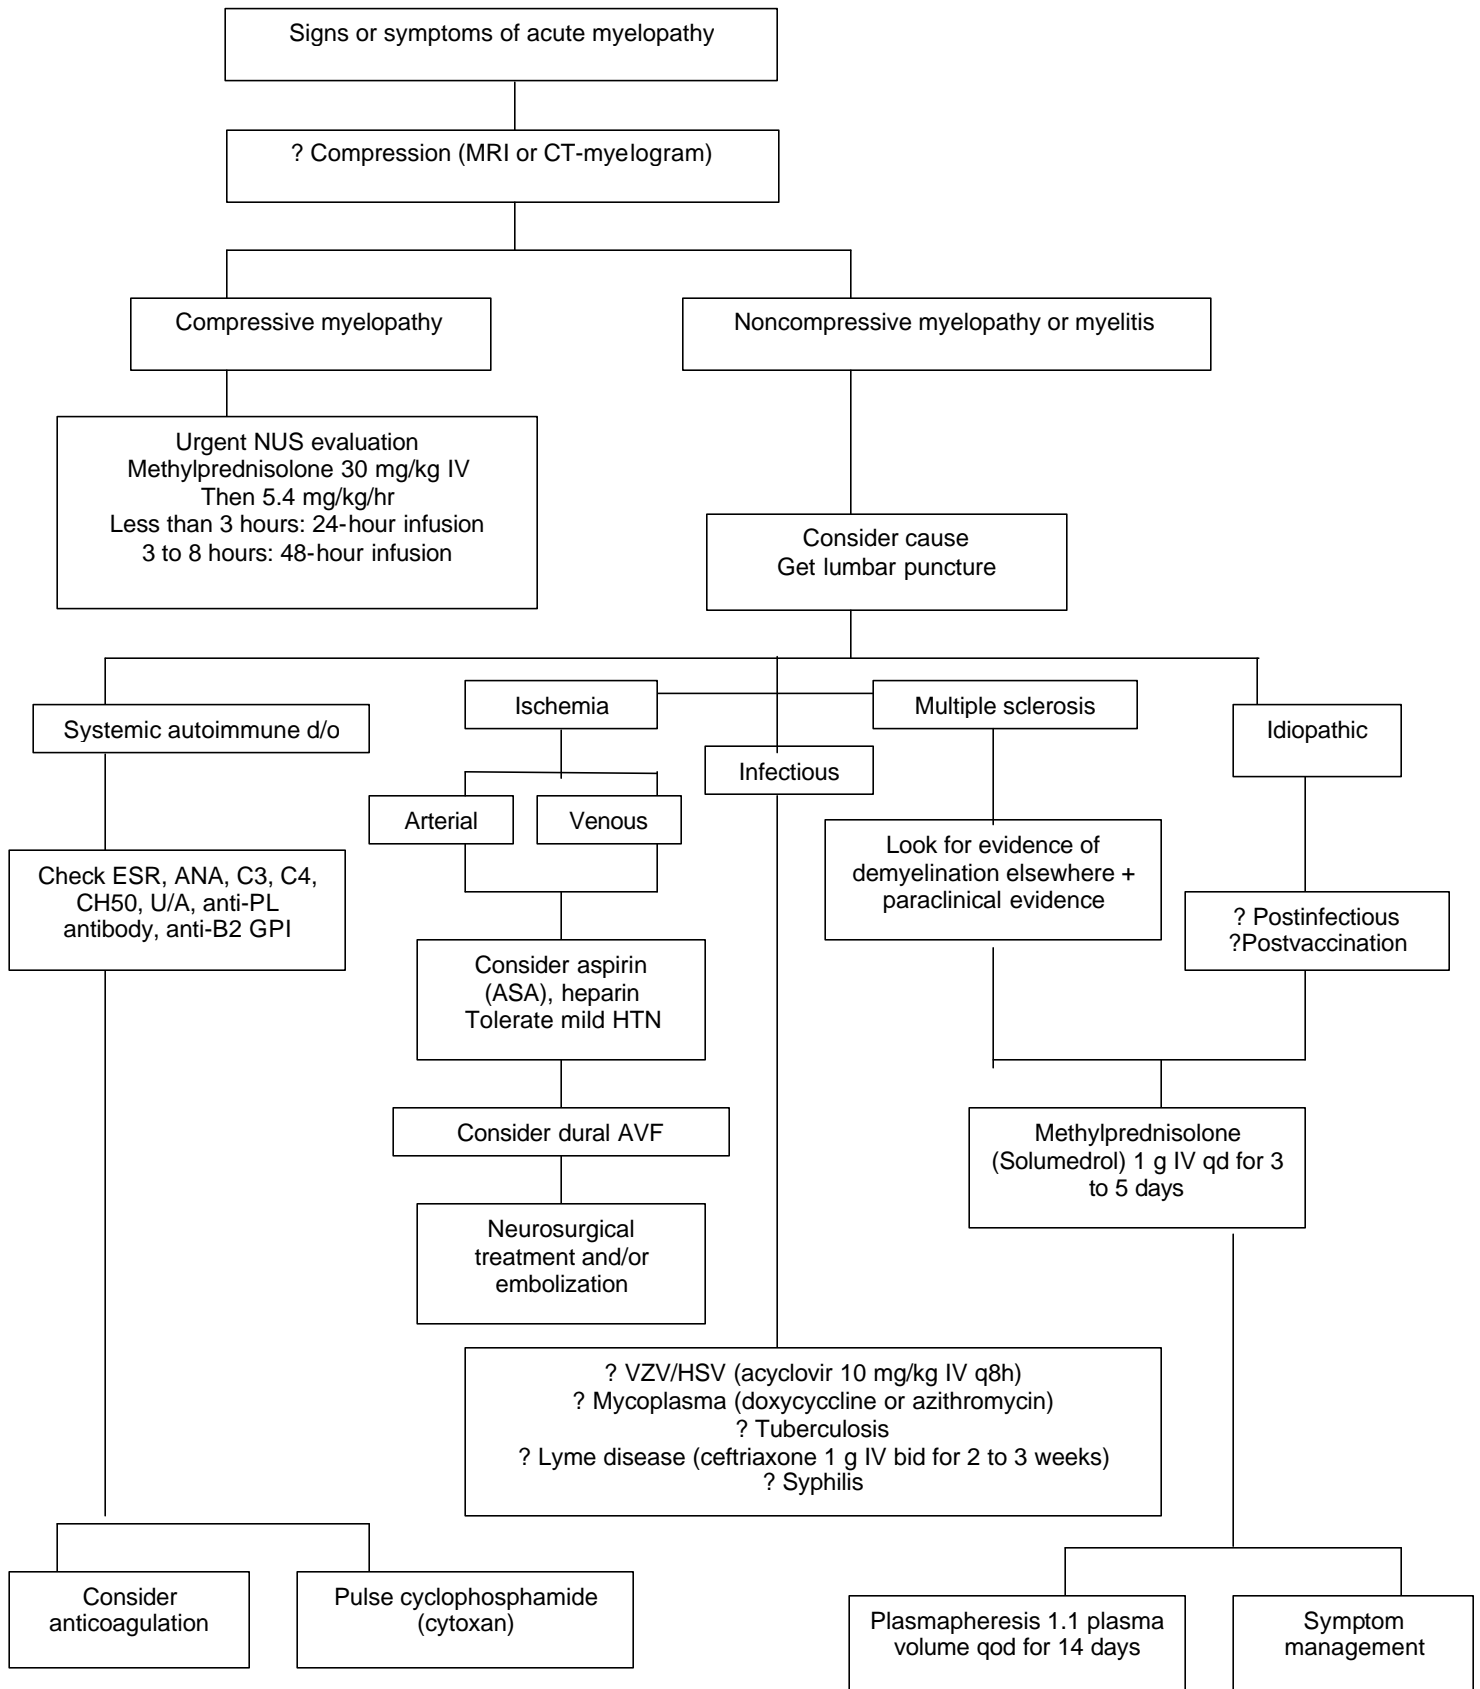 Signs or symptoms of acute myelopathy
? Compression (MRI or CT-myelogram)
Compressive myelopathy
Noncompressive myelopathy or myelitis
Urgent NUS evaluation
Methylprednisolone 30 mg/kg IV
Then 5.4 mg/kg/hr
Less than 3 hours: 24-hour infusion
3 to 8 hours: 48-hour infusion
Consider cause
Get lumbar puncture
Systemic autoimmune d/o
Ischemia
Multiple sclerosis
Idiopathic
Infectious
Arterial
Venous
Check ESR, ANA, C3, C4,
CH50, U/A, anti-PL
antibody, anti-B2 GPI
Look for evidence of
demyelination elsewhere +
paraclinical evidence
? Postinfectious
?Postvaccination
Consider aspirin
(ASA), heparin
Tolerate mild HTN
Consider dural AVF
Methylprednisolone
(Solumedrol) 1 g IV qd for 3
to 5 days
Neurosurgical
treatment and/or
embolization
? VZV/HSV (acyclovir 10 mg/kg IV q8h)
? Mycoplasma (doxycyccline or azithromycin)
? Tuberculosis
? Lyme disease (ceftriaxone 1 g IV bid for 2 to 3 weeks)
? Syphilis
Consider
anticoagulation
Pulse cyclophosphamide
(cytoxan)
Plasmapheresis 1.1 plasma
volume qod for 14 days
Symptom
management